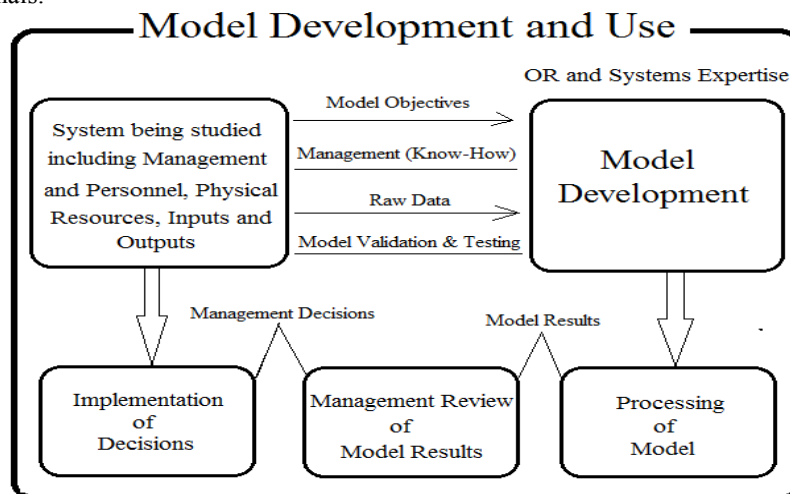 Model Development and Use
OR and Systems Expertise
System being studied
including Management
and Personnel, Physical
Resources, Inputs and
Outputs
Model Objectives
Management (Know-How)
Raw Data
Model Validation & Testing
Model
Development
Management Decisions
Model Results
Implementation
of
Decisions
Management Review
of
Model Results
Processing
of
Model